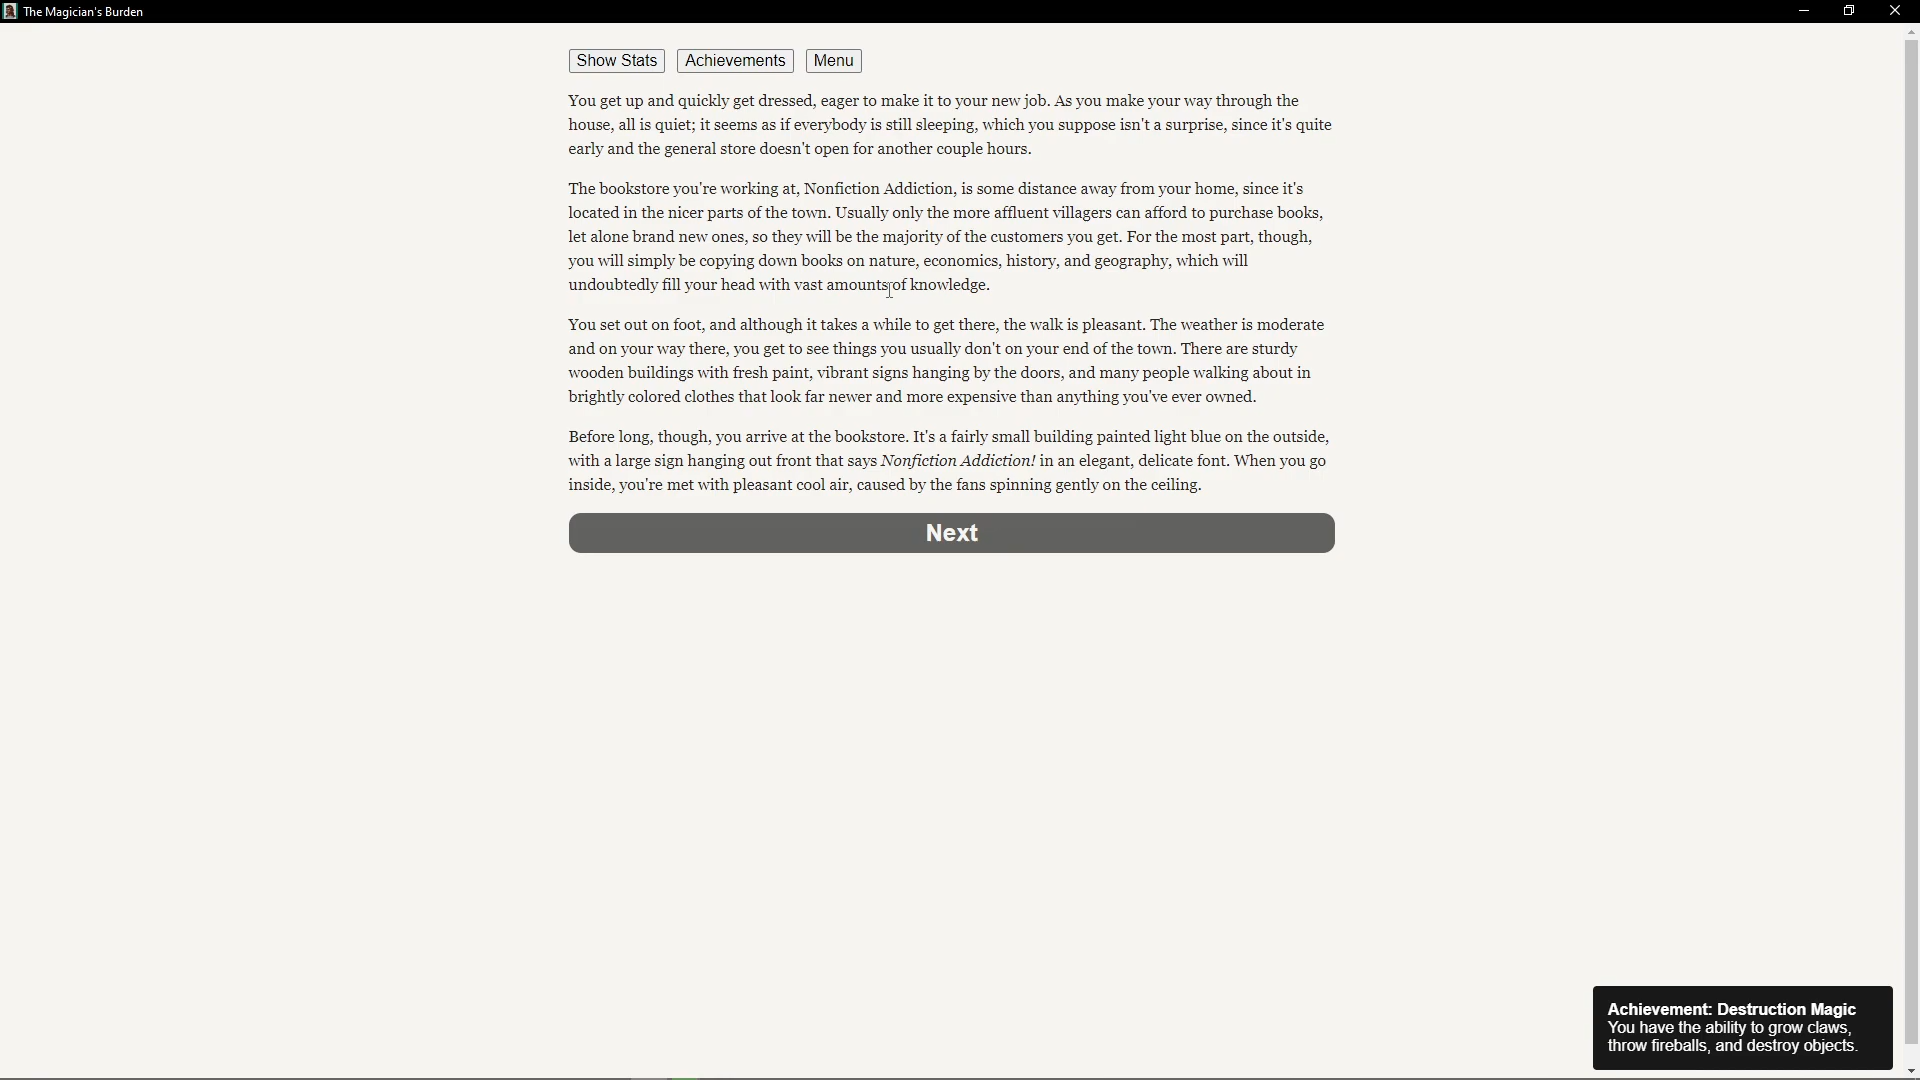 The Magician's Burden
Show Stats
Achievements
Menu
You get up and quickly get dressed, eager to make it to your new job. As you make your way through the
house, all is quiet; it seems as if everybody is still sleeping, which you suppose isn't a surprise, since it's quite
early and the general store doesn't open for another couple hours.
The bookstore you're working at, Nonfiction Addiction, is some distance away from your home, since it's
located in the nicer parts of the town. Usually only the more affluent villagers can afford to purchase books,
let alone brand new ones, so they will be the majority of the customers you get. For the most part, though,
you will simply be copying down books on nature, economics, history, and geography, which will
undoubtedly fill your head with vast amounts of knowledge.
You set out on foot, and although it takes a while to get there, the walk is pleasant. The weather is moderate
and on your way there, you get to see things you usually don't on your end of the town. There are sturdy
wooden buildings with fresh paint, vibrant signs hanging by the doors, and many people walking about in
brightly colored clothes that look far newer and more expensive than anything you've ever owned.
Before long, though, you arrive at the bookstore. It's a fairly small building painted light blue on the outside,
with a large sign hanging out front that says Nonfiction Addiction! in an elegant, delicate font. When you go
inside, you're met with pleasant cool air, caused by the fans spinning gently on the ceiling.
Next
Achievement: Destruction Magic
You have the ability to grow claws,
throw fireballs, and destroy objects.